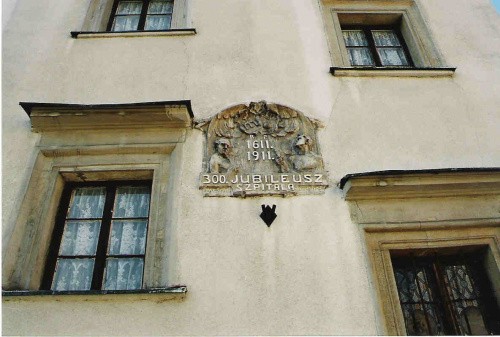 1611.
1911.
300. JUBILEUSZ
SZPITALA